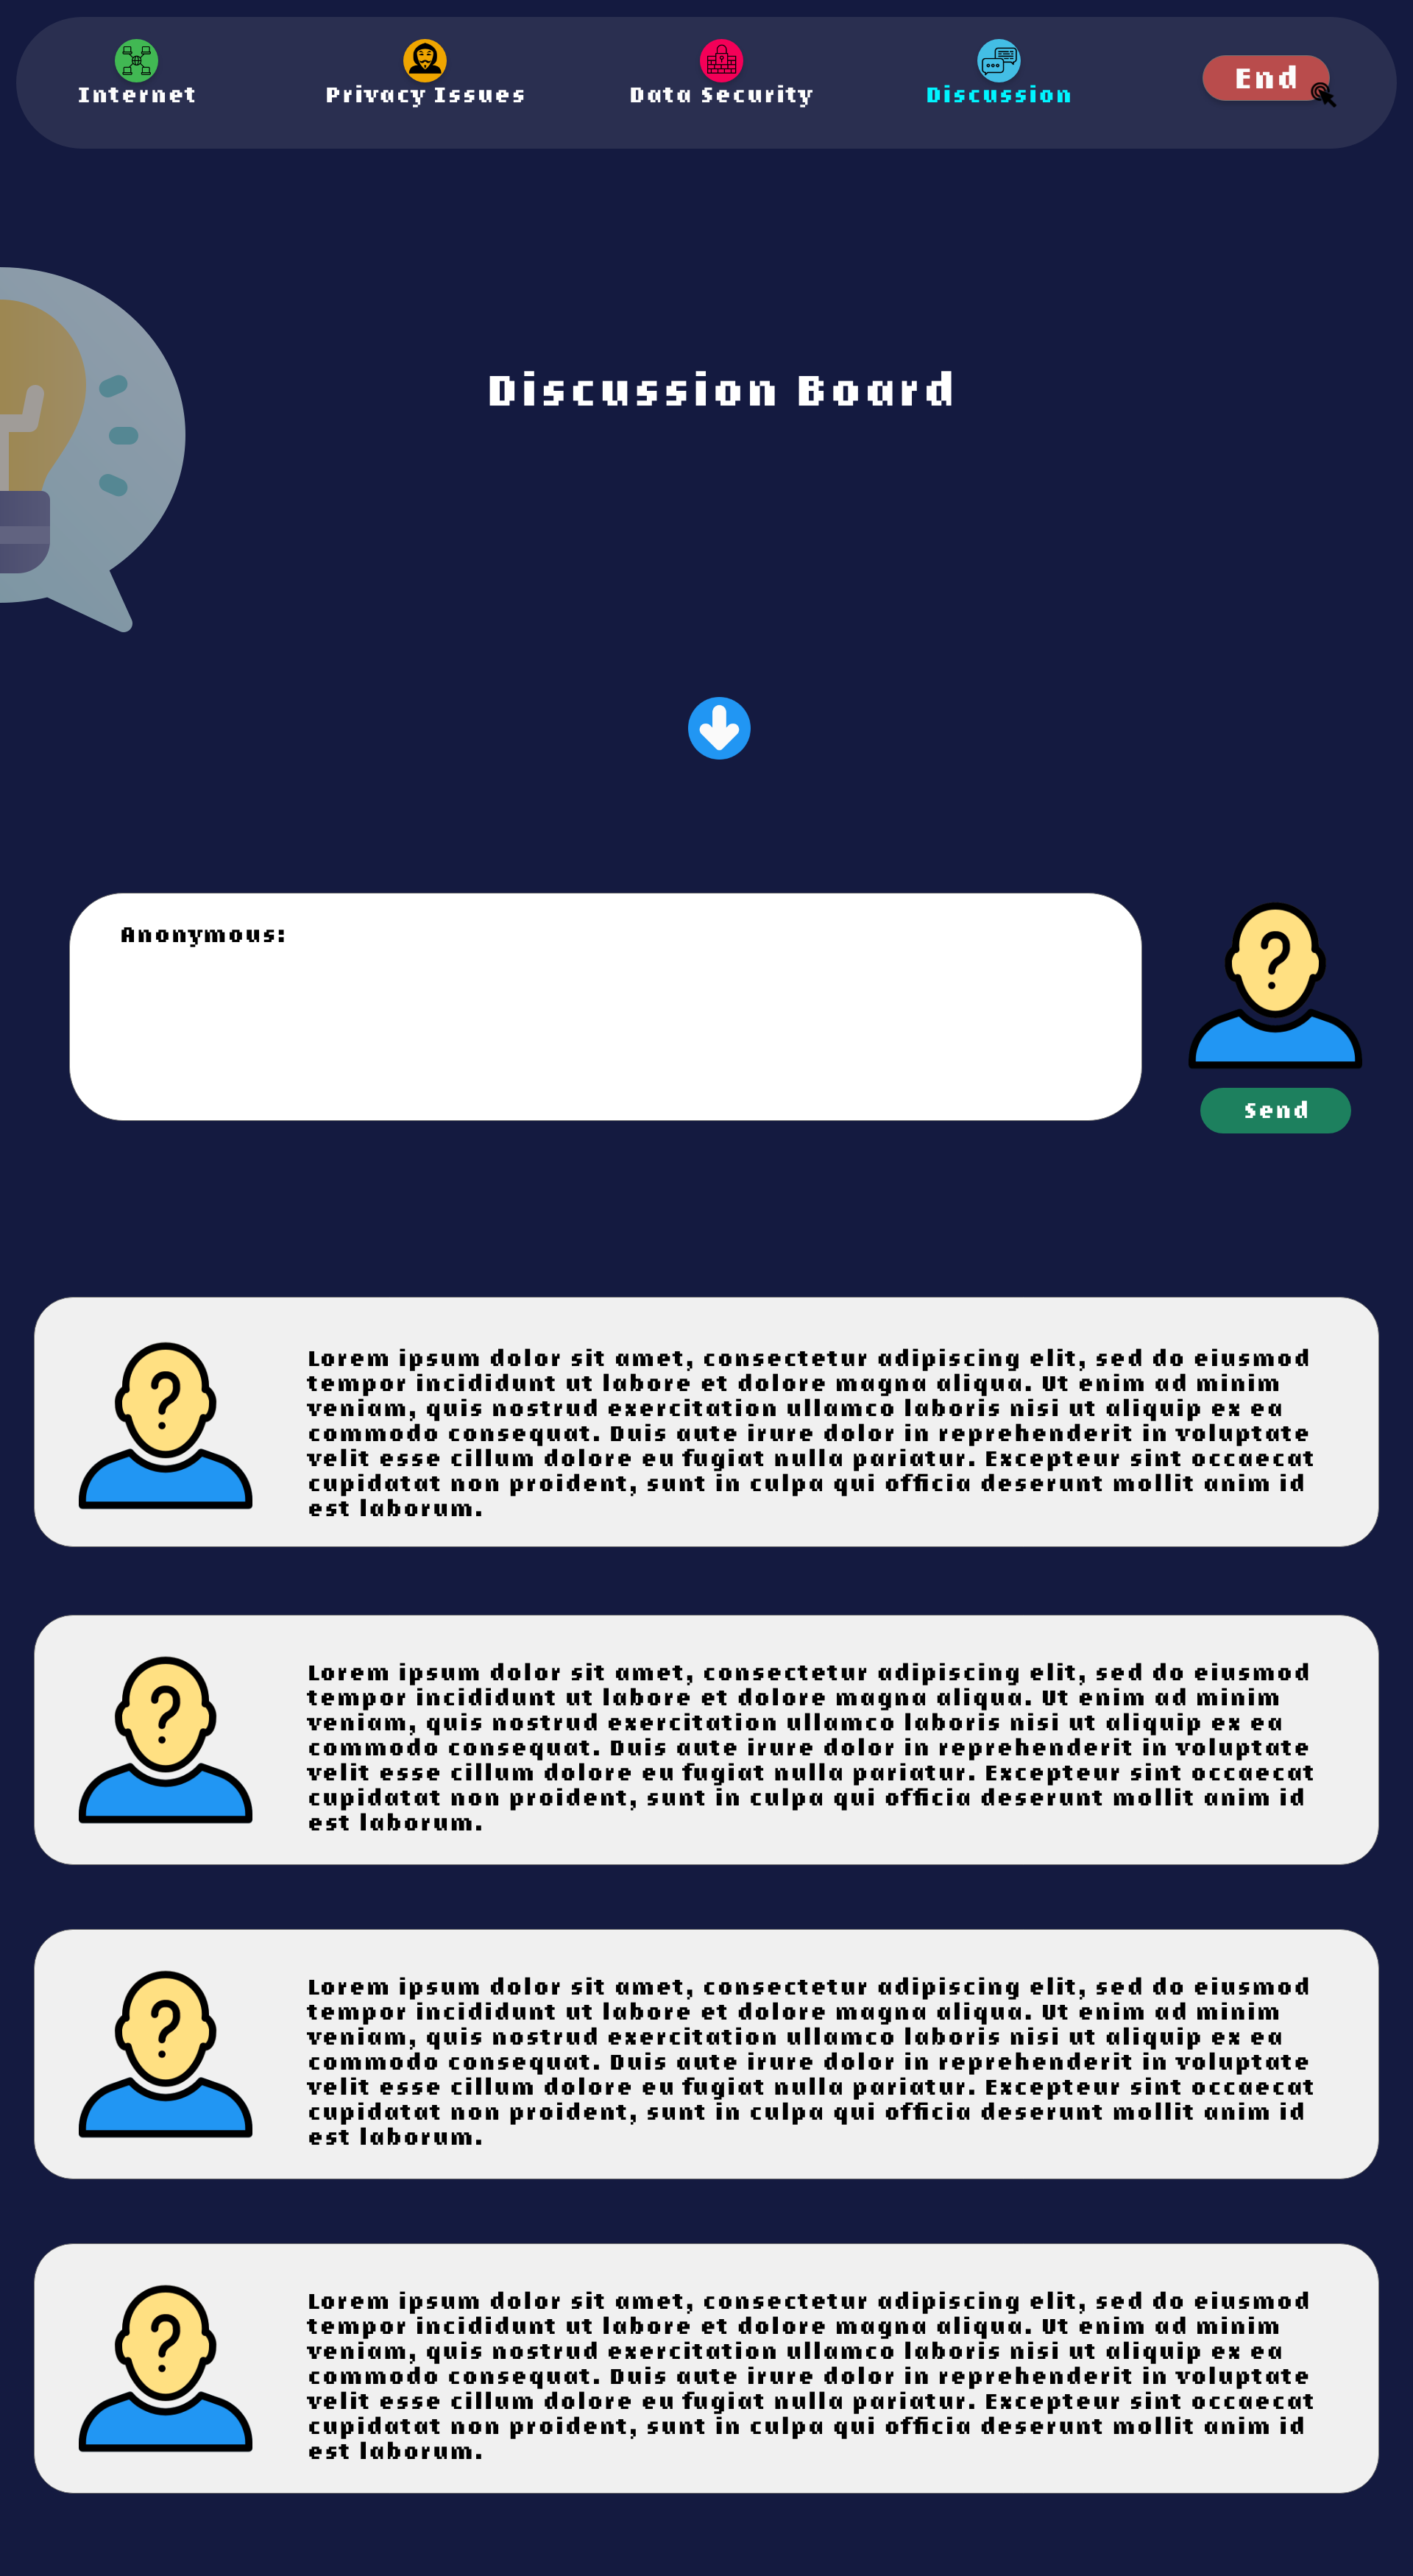 Internet
Privacy Issues
Data Security
Discussion
End
Discussion Board
Anonymous:
Send
Lorem ipsum dolor sit amet, consectetur adipiscing elit, sed do eiusmod
tempor incididunt ut labore et dolore magna aliqua. Ut enim ad minim
veniam, quis nostrud exercitation ullamco laboris nisi ut aliquip ex ea
commodo consequat. Duis aute irure dolor in reprehenderit in voluptate
velit esse cillum dolore eu fugiat nulla pariatur. Excepteur sint occaecat
cupidatat non proident, sunt in culpa qui officia deserunt mollit anim id
est laborum.
Lorem ipsum dolor sit amet, consectetur adipiscing elit, sed do eiusmod
tempor incididunt ut labore et dolore magna aliqua. Ut enim ad minim
veniam, quis nostrud exercitation ullamco laboris nisi ut aliquip ex ea
commodo consequat. Duis aute irure dolor in reprehenderit in voluptate
velit esse cillum dolore eu fugiat nulla pariatur. Excepteur sint occaecat
cupidatat non proident, sunt in culpa qui officia deserunt mollit anim id
est laborum.
Lorem ipsum dolor sit amet, consectetur adipiscing elit, sed do eiusmod
tempor incididunt ut labore et dolore magna aliqua. Ut enim ad minim
veniam, quis nostrud exercitation ullamco laboris nisi ut aliquip ex ea
commodo consequat. Duis aute irure dolor in reprehenderit in voluptate
velit esse cillum dolore eu fugiat nulla pariatur. Excepteur sint occaecat
cupidatat non proident, sunt in culpa qui officia deserunt mollit anim id
est laborum.
Lorem ipsum dolor sit amet, consectetur adipiscing elit, sed do eiusmod
tempor incididunt ut labore et dolore magna aliqua. Ut enim ad minim
veniam, quis nostrud exercitation ullamco laboris nisi ut aliquip ex ea
commodo consequat. Duis aute irure dolor in reprehenderit in voluptate
velit esse cillum dolore eu fugiat nulla pariatur. Excepteur sint occaecat
cupidatat non proident, sunt in culpa qui officia deserunt mollit anim id
est laborum.